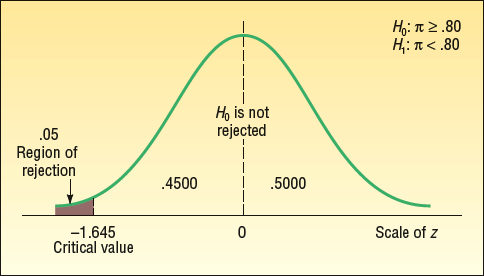 H₀: π ≥ .80
H₁: π < .80
H₀ is not
rejected
.05
Region of
rejection
.4500
.5000
–1.645
Critical value
0
Scale of z